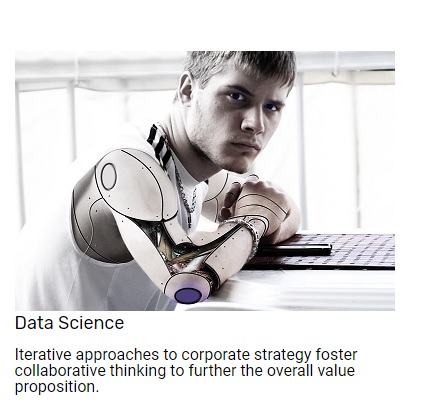 Data Science
Iterative approaches to corporate strategy foster
collaborative thinking to further the overall value
proposition.